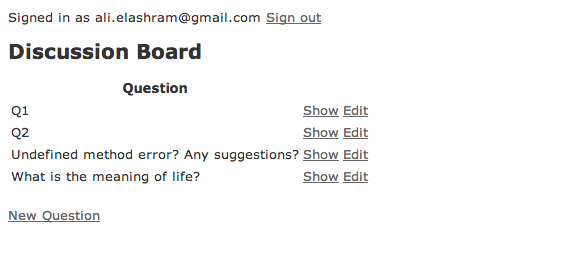 Signed in as ali.elashram@gmail.com Sign out
Discussion Board
Question
Q1 Show Edit
Q2 Show Edit
Undefined method error? Any suggestions? Show Edit
What is the meaning of life? Show Edit
New Question